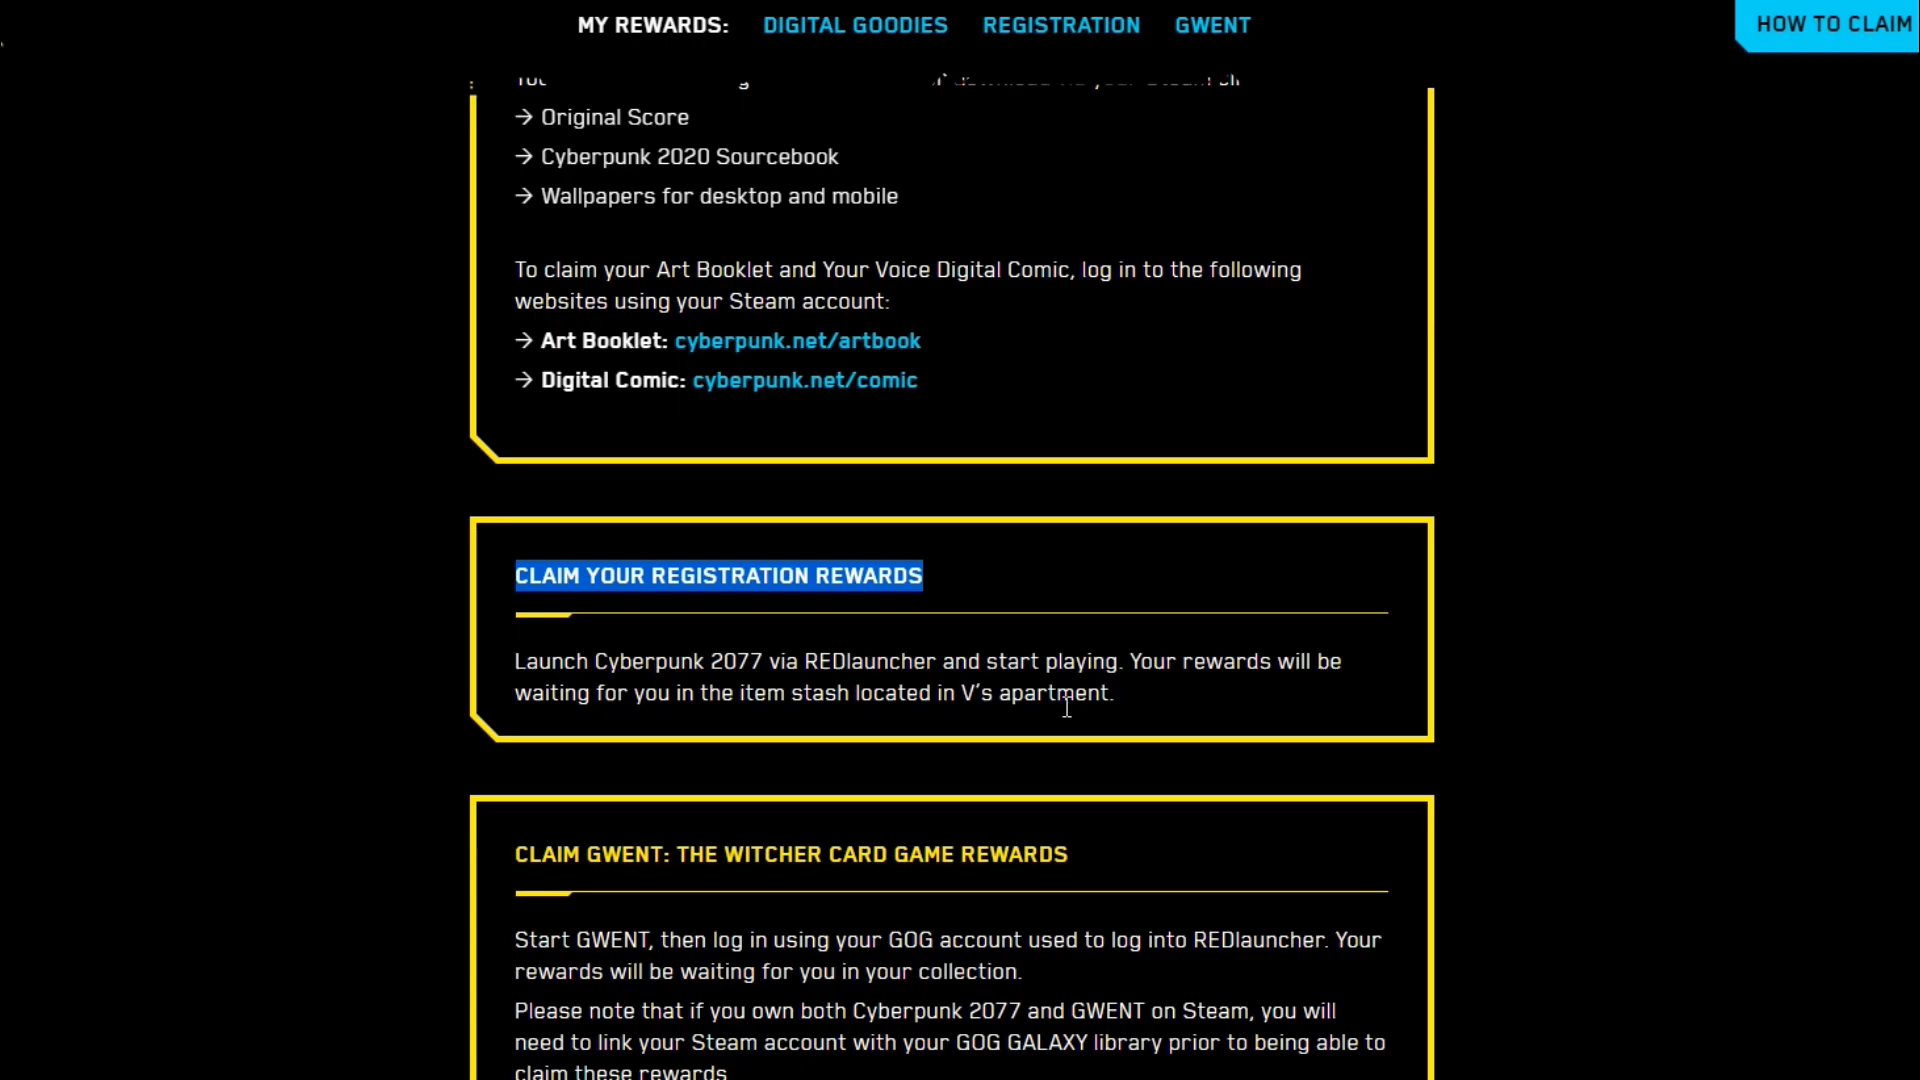 MY REWARDS: DIGITAL GOODIES REGISTRATION GWENT
HOW TO CLAIM
→ Original Score
→ Cyberpunk 2020 Sourcebook
→ Wallpapers for desktop and mobile
To claim your Art Booklet and Your Voice Digital Comic, log in to the following
websites using your Steam account:
→ Art Booklet: cyberpunk.net/artbook
→ Digital Comic: cyberpunk.net/comic
CLAIM YOUR REGISTRATION REWARDS
Launch Cyberpunk 2077 via REDlauncher and start playing. Your rewards will be
waiting for you in the item stash located in V's apartment.
CLAIM GWENT: THE WITCHER CARD GAME REWARDS
Start GWENT, then log in using your GOG account used to log into REDlauncher. Your
rewards will be waiting for you in your collection.
Please note that if you own both Cyberpunk 2077 and GWENT on Steam, you will
need to link your Steam account with your GOG GALAXY library prior to being able to
claim these rewards